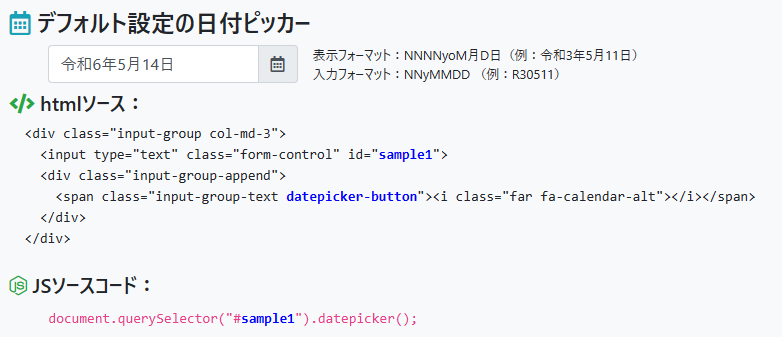 デフォルト設定の日付ピッカー
令和6年5月14日
表示フォーマット：NNNNyoM月D日（例：令和3年5月11日）
入力フォーマット：NNyMMDD （例：R30511）
htmlソース：
<div class="input-group col-md-3">
  <input type="text" class="form-control" id="sample1">
  <div class="input-group-append">
    <span class="input-group-text datepicker-button"><i class="far fa-calendar-alt"></i></span>
  </div>
</div>
JSソースコード：
document.querySelector("#sample1").datepicker();